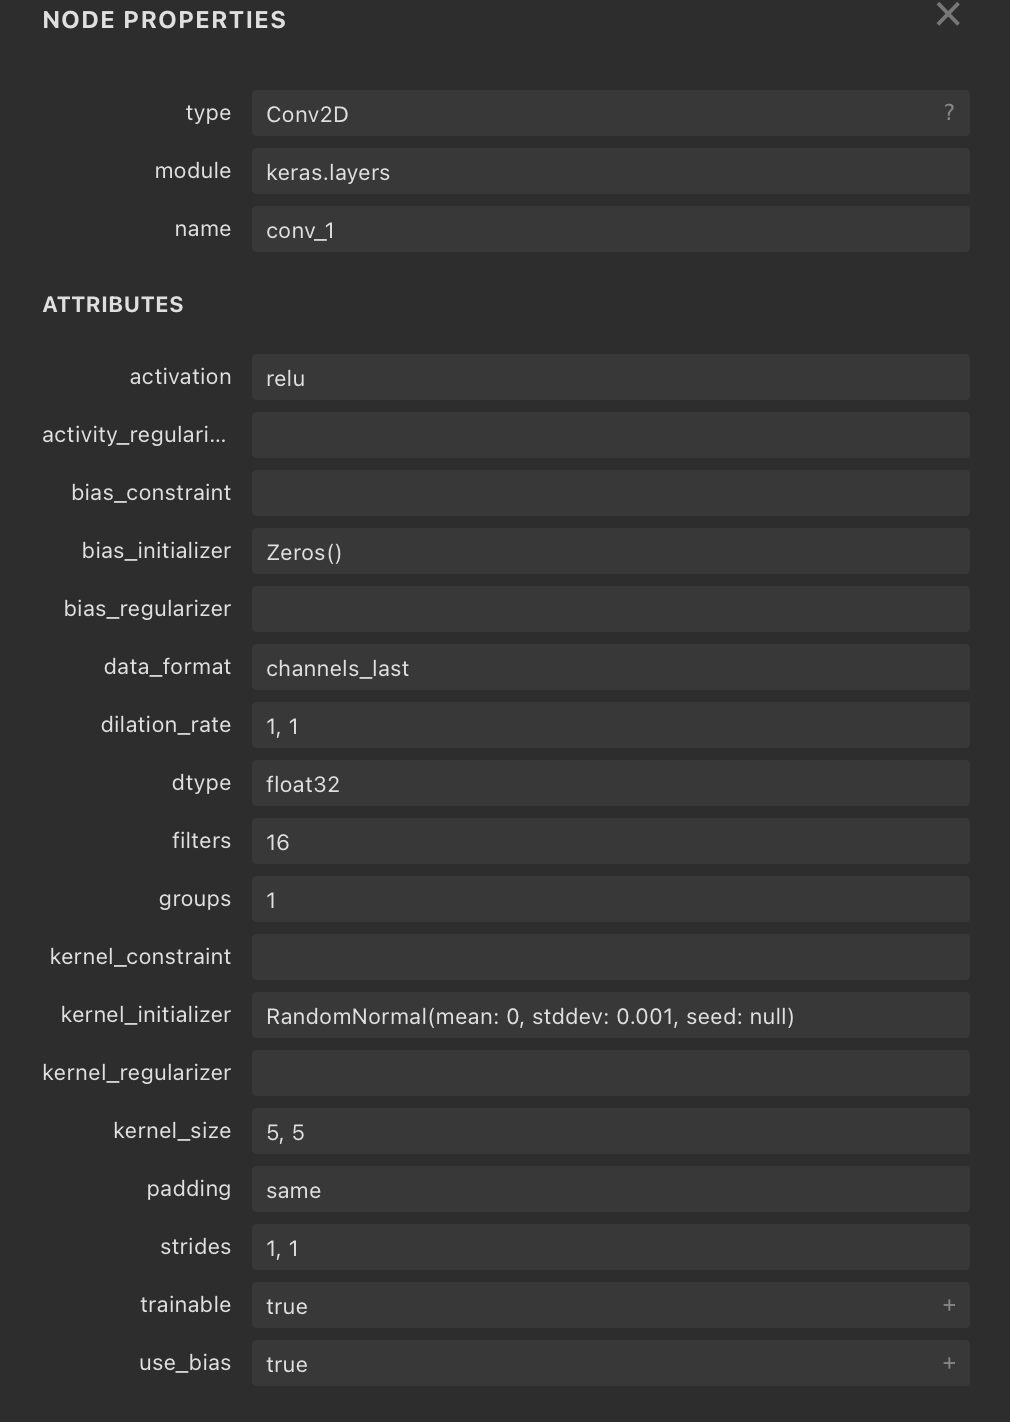 NODE PROPERTIES
type Conv2D ?
module keras.layers
name conv_1
ATTRIBUTES
activation relu
activity_regulari...
bias_constraint
bias_initializer Zeros()
bias_regularizer
data_format channels_last
dilation_rate 1, 1
dtype float32
filters 16
groups 1
kernel_constraint
kernel_initializer RandomNormal(mean: 0, stddev: 0.001, seed: null)
kernel_regularizer
kernel_size 5, 5
padding same
strides 1, 1
trainable true +
use_bias true +